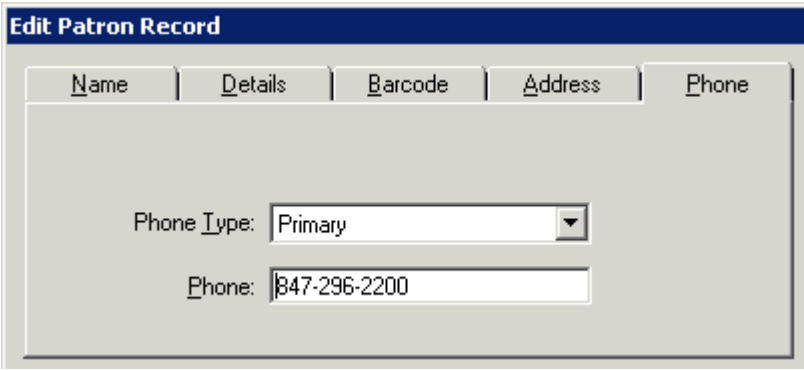 Edit Patron Record
Name Details Barcode Address Phone
Phone Type: Primary
Phone: 847-296-2200